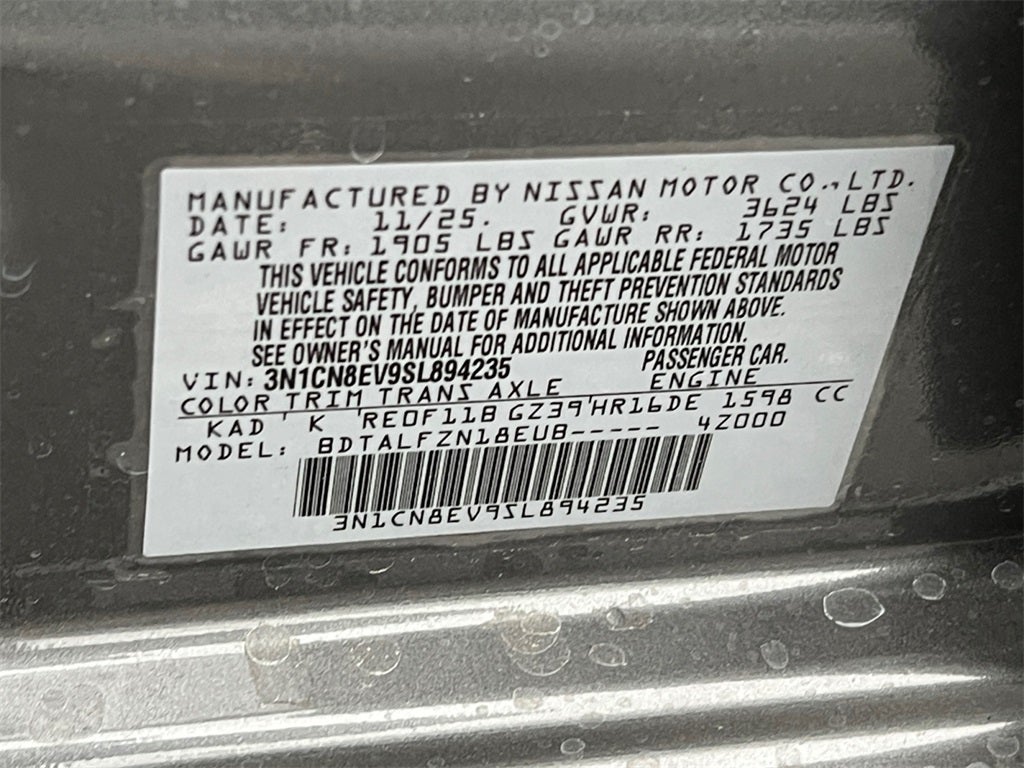 MANUFACTURED BY NISSAN MOTOR CO., LTD.
DATE: 11/25. GVWR: 3624 LBS
GAWR FR: 1905 LBS GAWR RR: 1735 LBS
THIS VEHICLE CONFORMS TO ALL APPLICABLE FEDERAL MOTOR
VEHICLE SAFETY, BUMPER AND THEFT PREVENTION STANDARDS
IN EFFECT ON THE DATE OF MANUFACTURE SHOWN ABOVE.
SEE OWNER'S MANUAL FOR ADDITIONAL INFORMATION.
VIN: 3N1CN8EV9SL894235 PASSENGER CAR.
COLOR TRIM TRANS AXLE ENGINE
KAD ' K 'RE0F11B GZ39'HR16DE 1598 CC
MODEL: BDTALFZN18EUB----- 4Z000
3N1CN8EV9SL894235